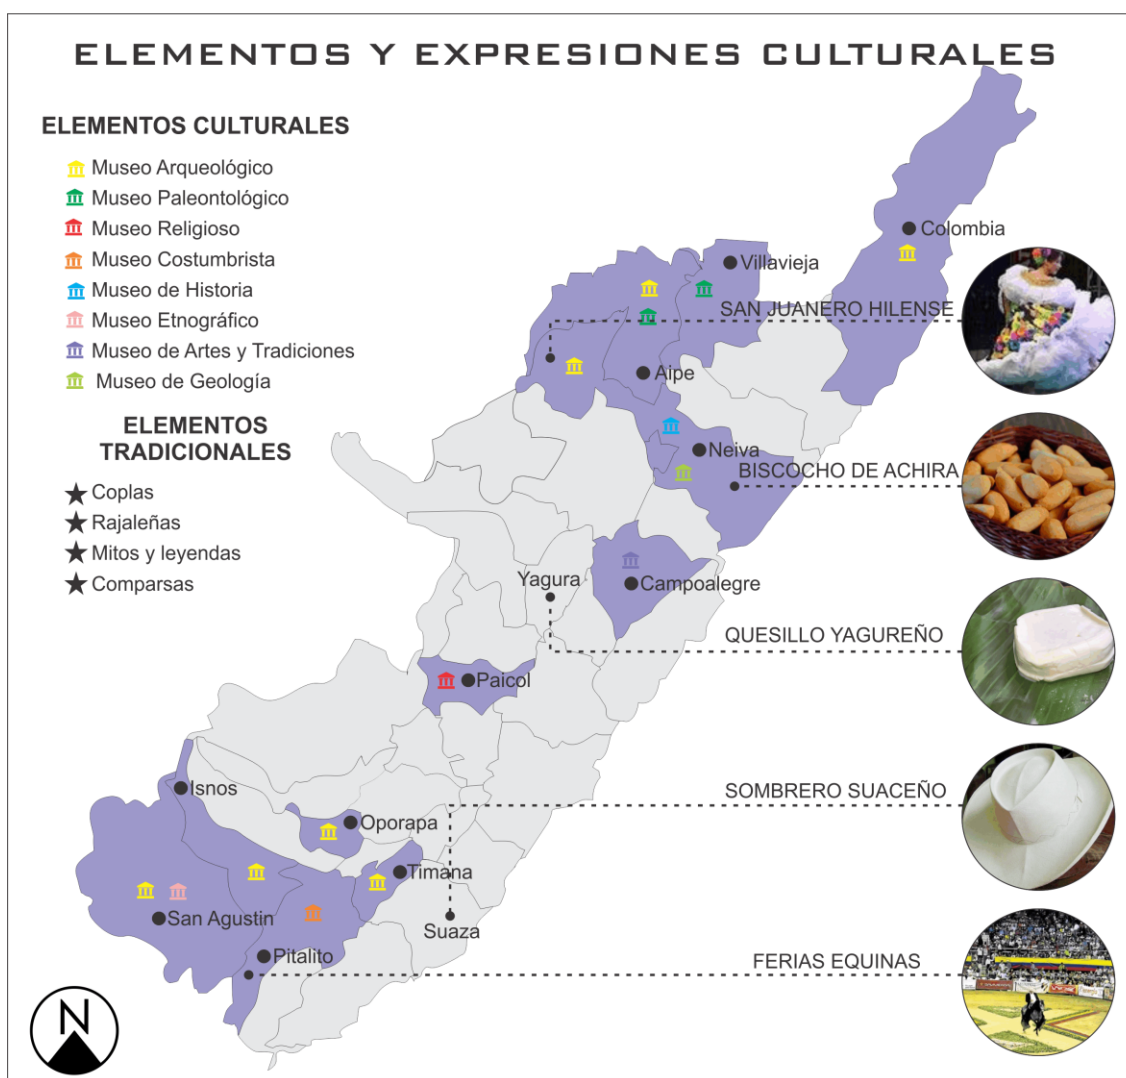 ELEMENTOS Y EXPRESIONES CULTURALES
ELEMENTOS CULTURALES
Museo Arqueológico
Museo Paleontológico
Museo Religioso
Museo Costumbrista
Museo de Historia
Museo Etnográfico
Museo de Artes y Tradiciones
Museo de Geología
ELEMENTOS
TRADICIONALES
Coplas
Rajaleñas
Mitos y leyendas
Comparsas
Colombia
Villavieja
SAN JUANERO HILENSE
Aipe
Neiva
BISCOCHO DE ACHIRA
Yagura
Campoalegre
QUESILLO YAGUREÑO
Paicol
Isnos
SOMBRERO SUACEÑO
Oporapa
Timana
San Agustin
Suaza
Pitalito
FERIAS EQUINAS
N